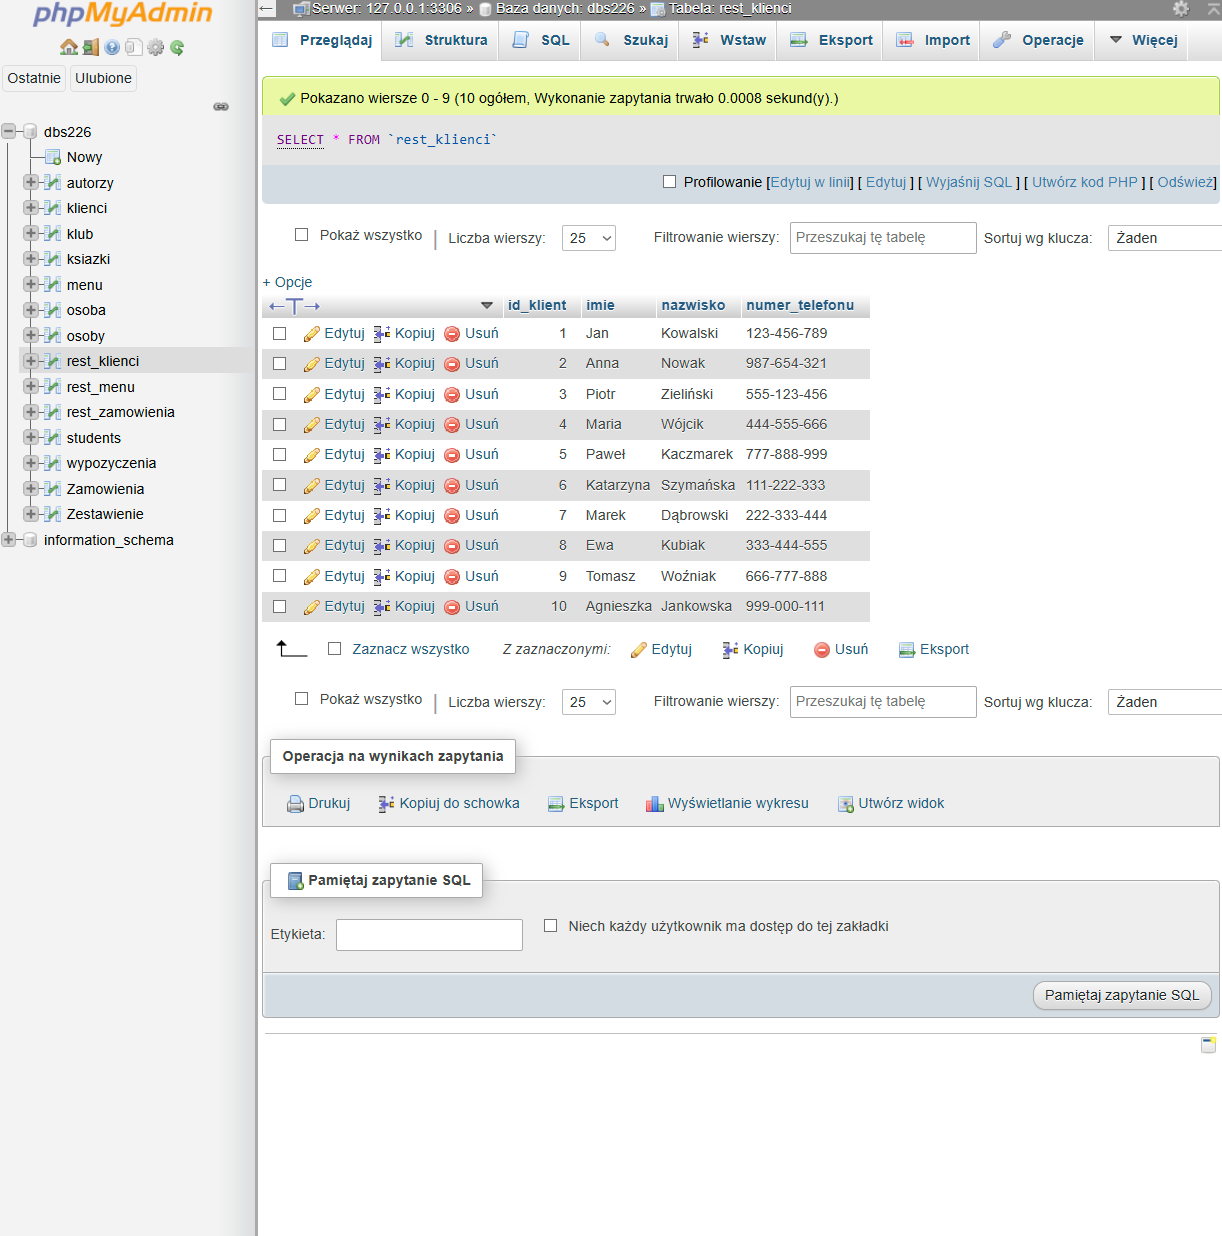 phpMyAdmin
Ostatnie Ulubione
dbs226
Nowy
autorzy
klienci
klub
ksiazki
menu
osoba
osoby
rest_klienci
rest_menu
rest_zamowienia
students
wypozyczenia
Zamowienia
Zestawienie
information_schema
Serwer: 127.0.0.1:3306 » Baza danych: dbs226 » Tabela: rest_klienci
Przeglądaj Struktura SQL Szukaj Wstaw Eksport Import Operacje Więcej
Pokazano wiersze 0 - 9 (10 ogółem, Wykonanie zapytania trwało 0.0008 sekund(y).)
SELECT * FROM `rest_klienci`
Profilowanie [Edytuj w linii] [ Edytuj ] [ Wyjaśnij SQL ] [ Utwórz kod PHP ] [ Odśwież]
Pokaż wszystko | Liczba wierszy: 25 Filtrowanie wierszy: Przeszukaj tę tabelę Sortuj wg klucza: Żaden
+ Opcje
←T→ id_klient imie nazwisko numer_telefonu
Edytuj Kopiuj Usuń 1 Jan Kowalski 123-456-789
Edytuj Kopiuj Usuń 2 Anna Nowak 987-654-321
Edytuj Kopiuj Usuń 3 Piotr Zieliński 555-123-456
Edytuj Kopiuj Usuń 4 Maria Wójcik 444-555-666
Edytuj Kopiuj Usuń 5 Paweł Kaczmarek 777-888-999
Edytuj Kopiuj Usuń 6 Katarzyna Szymańska 111-222-333
Edytuj Kopiuj Usuń 7 Marek Dąbrowski 222-333-444
Edytuj Kopiuj Usuń 8 Ewa Kubiak 333-444-555
Edytuj Kopiuj Usuń 9 Tomasz Woźniak 666-777-888
Edytuj Kopiuj Usuń 10 Agnieszka Jankowska 999-000-111
Zaznacz wszystko Z zaznaczonymi: Edytuj Kopiuj Usuń Eksport
Pokaż wszystko | Liczba wierszy: 25 Filtrowanie wierszy: Przeszukaj tę tabelę Sortuj wg klucza: Żaden
Operacja na wynikach zapytania
Drukuj Kopiuj do schowka Eksport Wyświetlanie wykresu Utwórz widok
Pamiętaj zapytanie SQL
Etykieta: Niech każdy użytkownik ma dostęp do tej zakładki
Pamiętaj zapytanie SQL